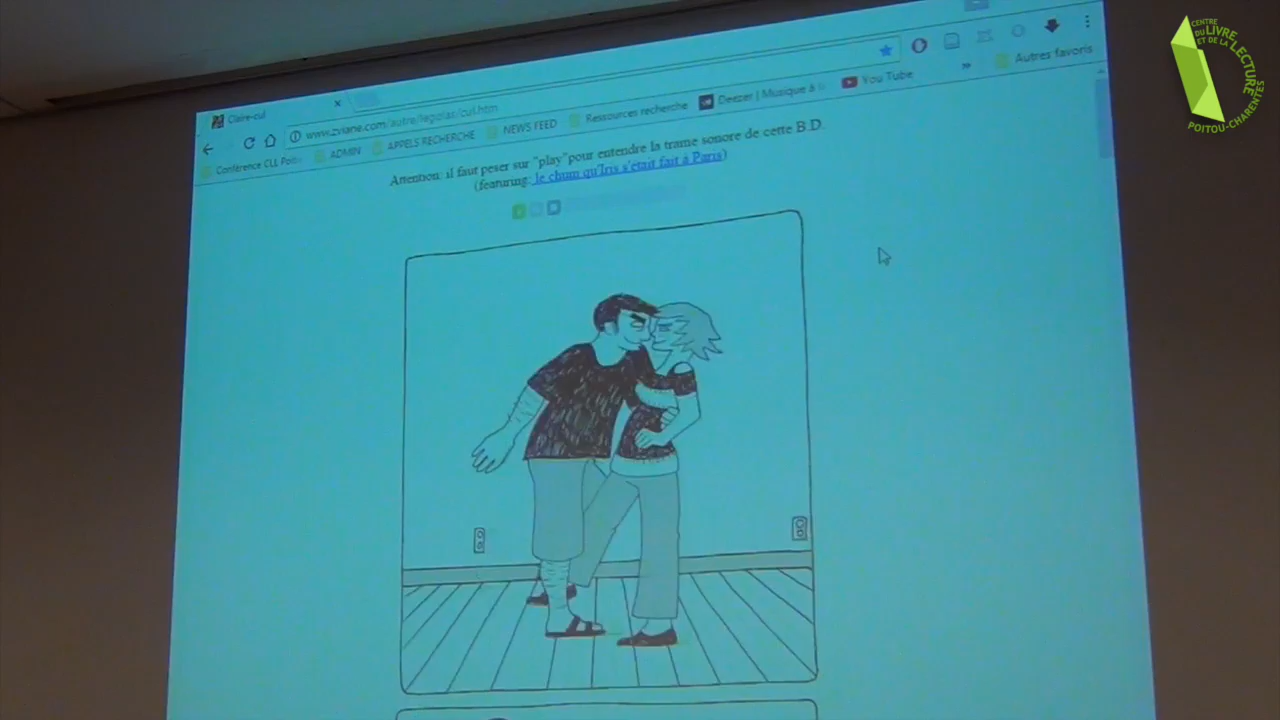 CENTRE
DU LIVRE
ET DE LA
LECTURE
POITOU-CHARENTES
Claire-cul
www.zviane.com/autre/legolas/cul.htm
Autres favoris
Conférence CLL Poito
ADMIN
APPELS RECHERCHE
NEWS FEED
Ressources recherche
Deezer | Musique à
You Tube
Attention: il faut peser sur "play"pour entendre la trame sonore de cette B.D.
(featuring: le chum qu'Iris s'était fait à Paris)